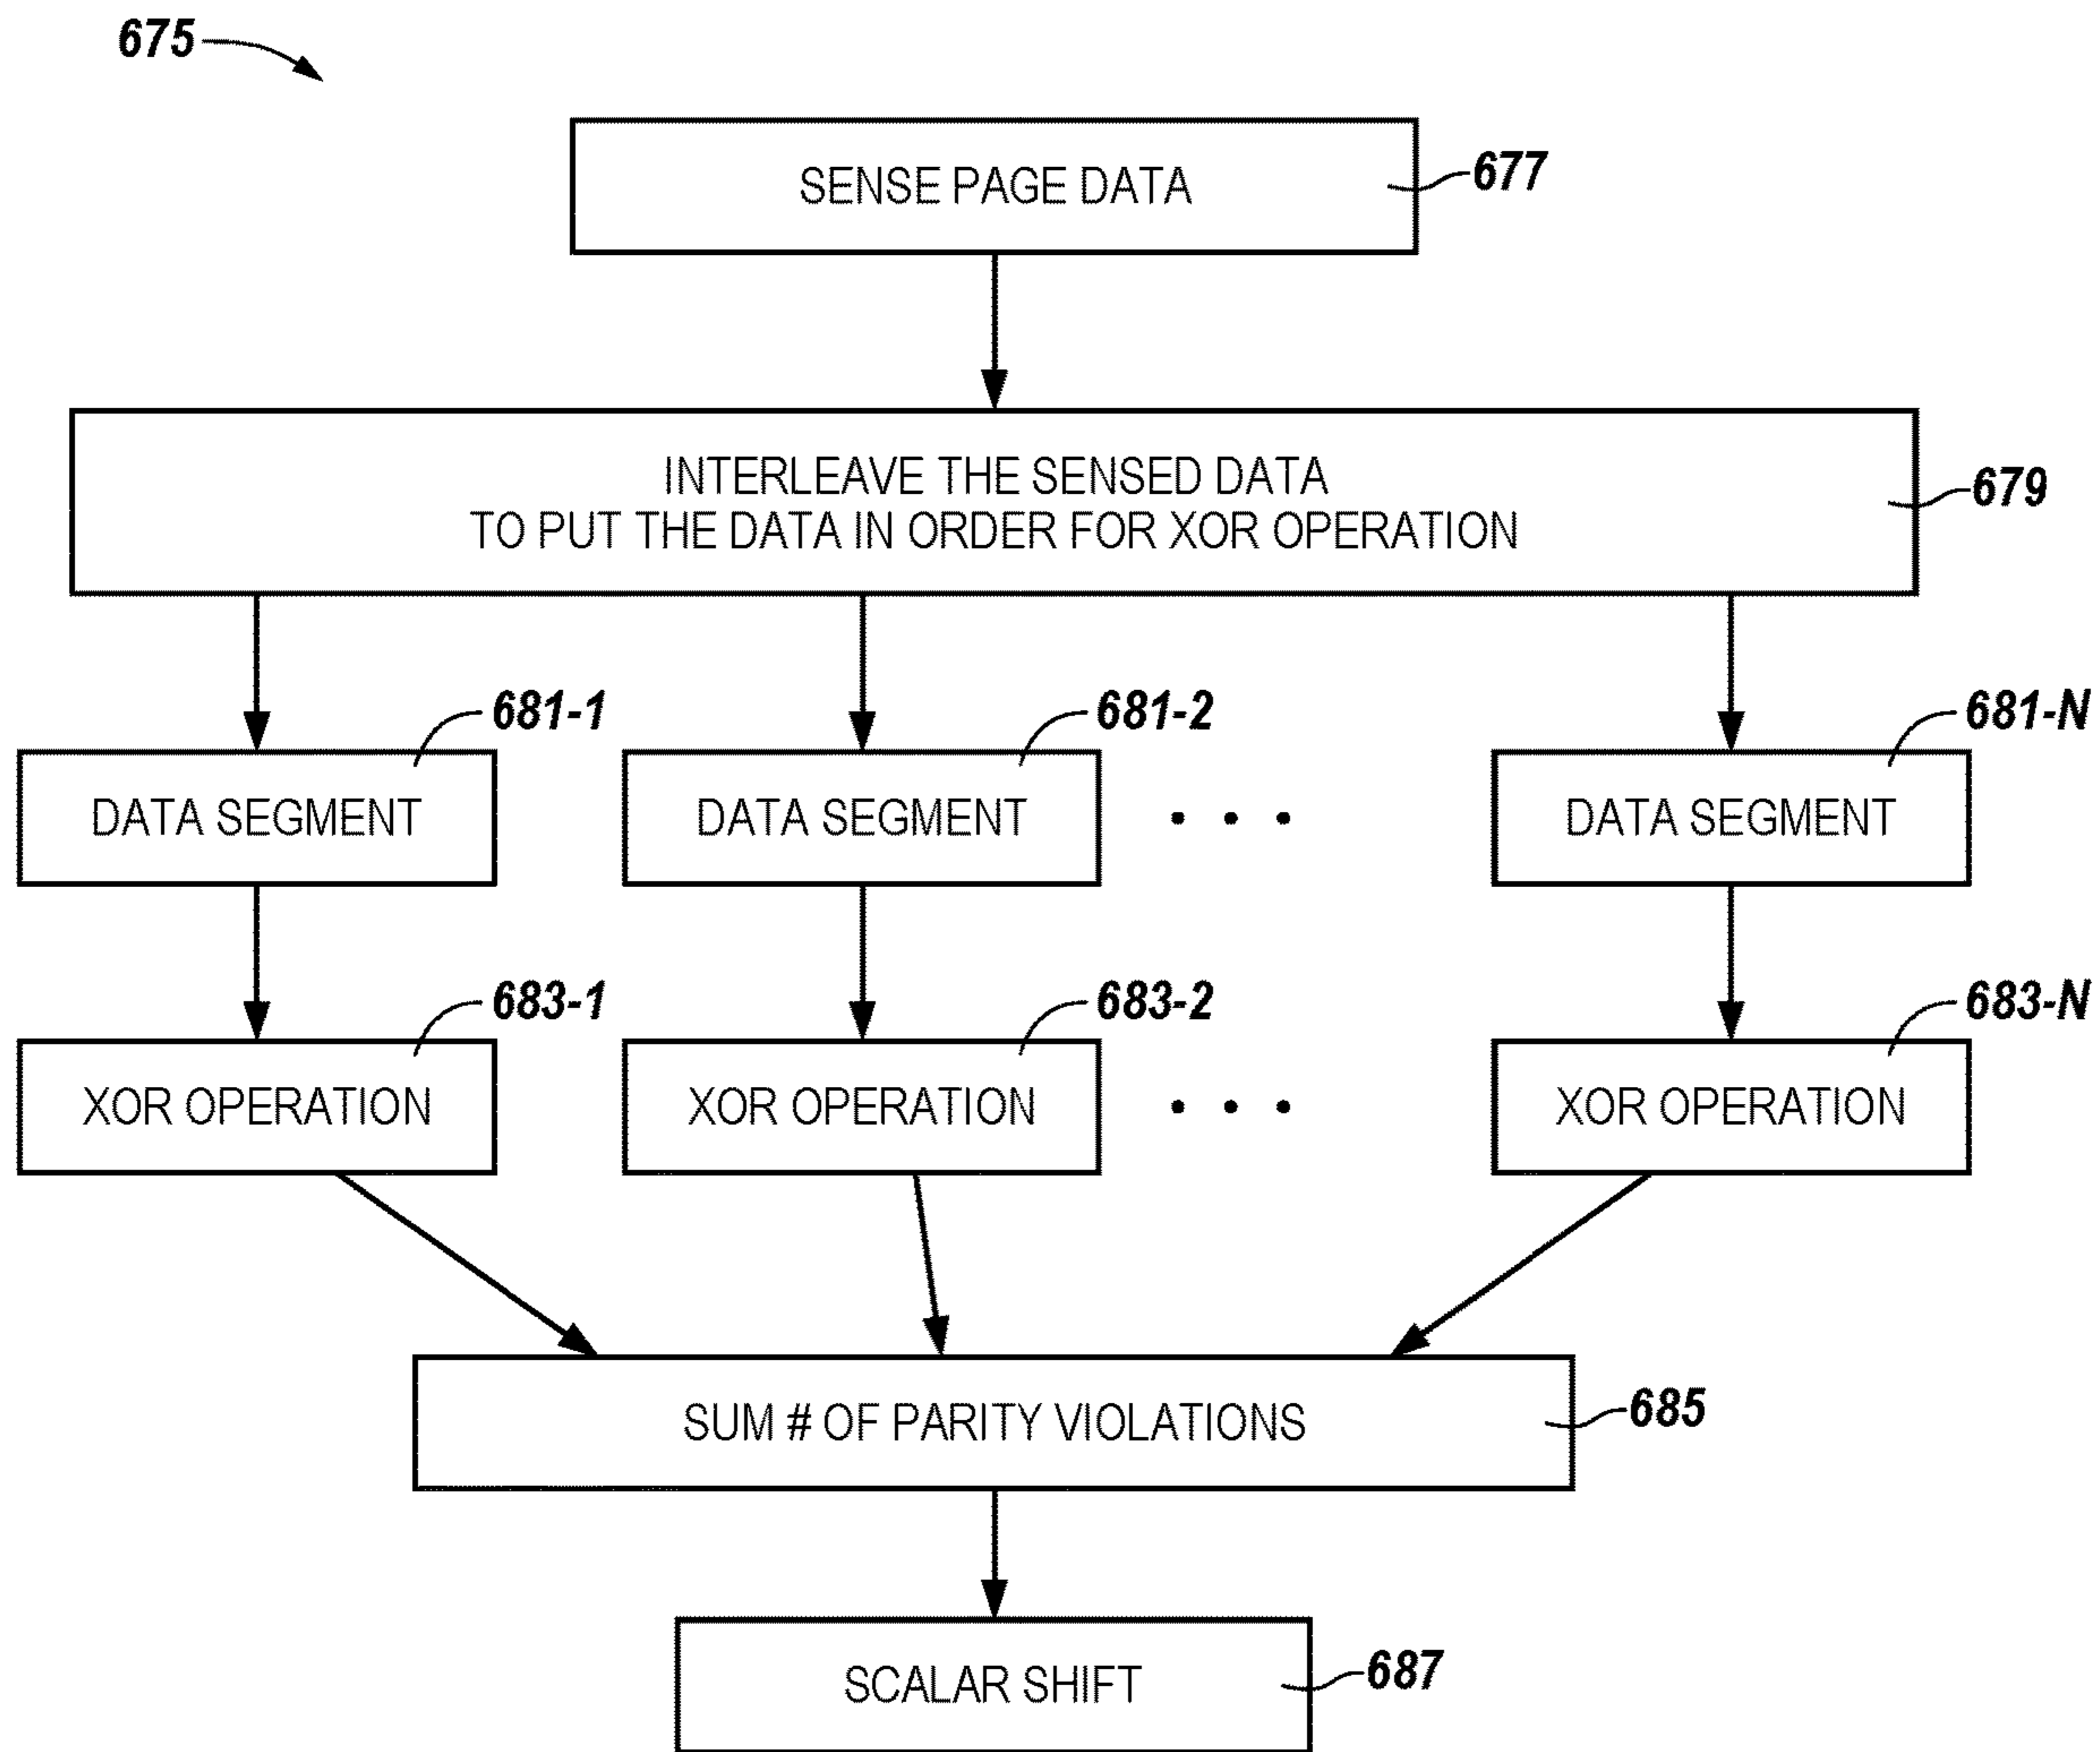 675
SENSE PAGE DATA
677
INTERLEAVE THE SENSED DATA
TO PUT THE DATA IN ORDER FOR XOR OPERATION
679
681-1
681-2
681-N
DATA SEGMENT
DATA SEGMENT
. . .
DATA SEGMENT
683-1
683-2
683-N
XOR OPERATION
XOR OPERATION
. . .
XOR OPERATION
SUM # OF PARITY VIOLATIONS
685
SCALAR SHIFT
687